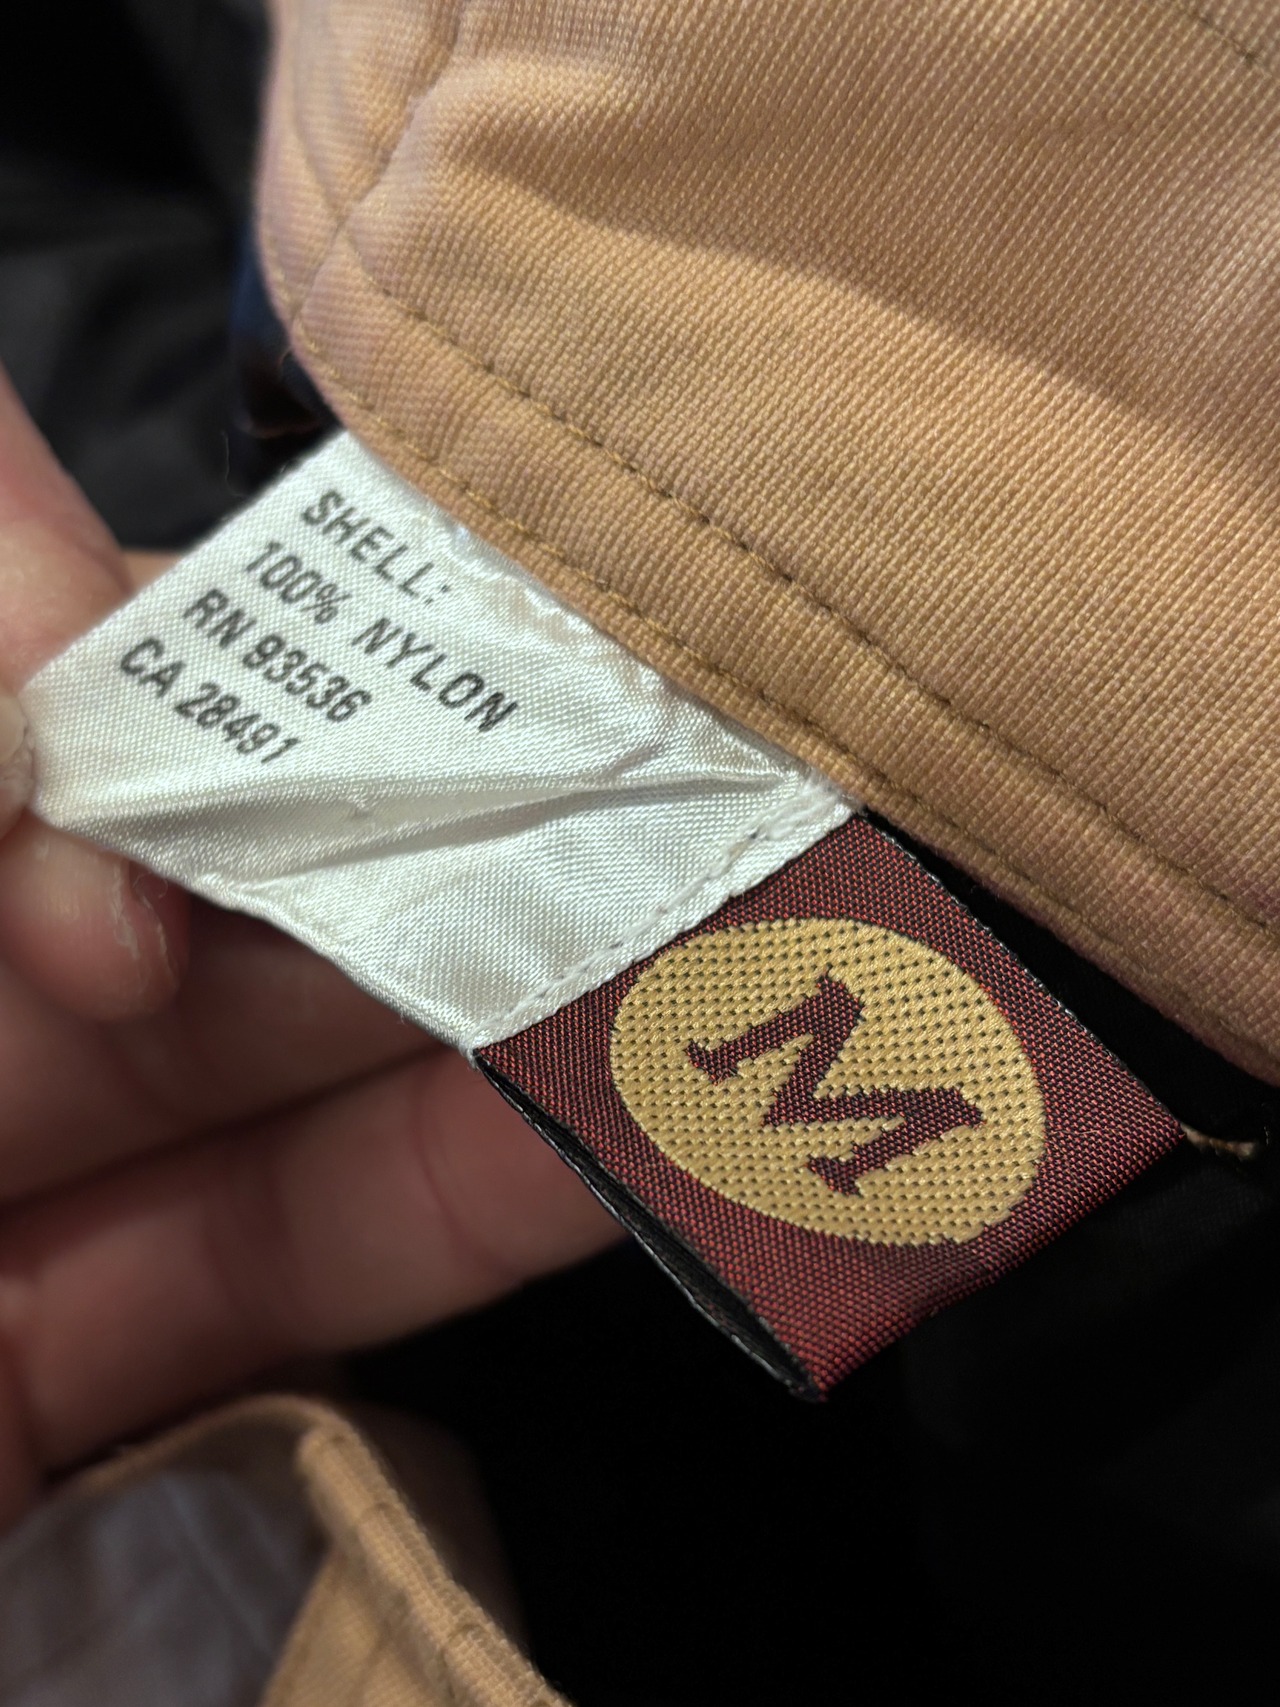 SHELL:
100% NYLON
RN 93536
CA 28491
M